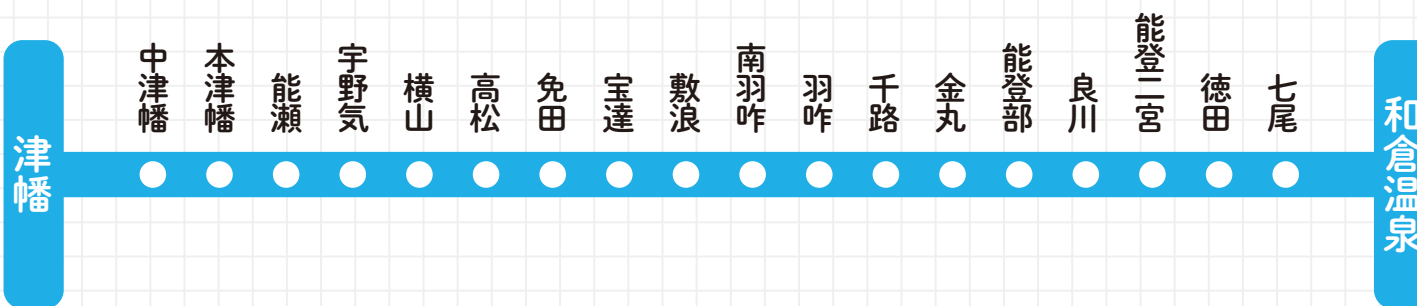 津幡
中津幡
本津幡
能瀬
宇野気
横山
高松
免田
宝達
敷浪
南羽咋
羽咋
千路
金丸
能登部
良川
能登二宮
徳田
七尾
和倉温泉